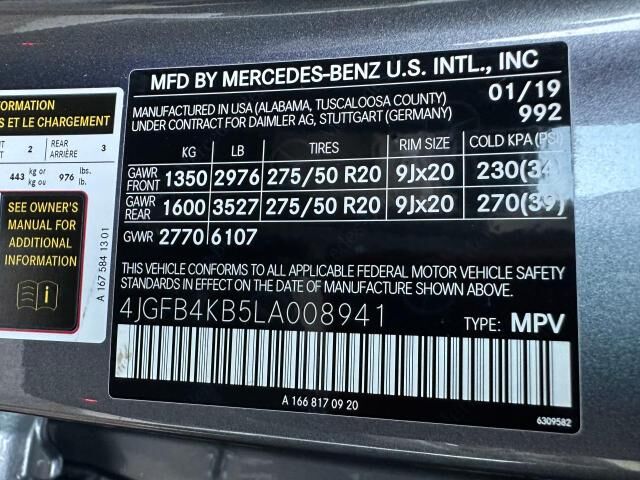 FORMATION
S ET LE CHARGEMENT
T 2 REAR 3
ARRIÈRE
443 kg or 976 lbs.
kg ou lb.
SEE OWNER'S
MANUAL FOR
ADDITIONAL
INFORMATION
A 167 584 13 01
MFD BY MERCEDES-BENZ U.S. INTL., INC
MANUFACTURED IN USA (ALABAMA, TUSCALOOSA COUNTY) 01/19
UNDER CONTRACT FOR DAIMLER AG, STUTTGART (GERMANY) 992
KG LB TIRES RIM SIZE COLD KPA (PSI)
GAWR FRONT 1350 2976 275/50 R20 9Jx20 230(34)
GAWR REAR 1600 3527 275/50 R20 9Jx20 270(39)
GVWR 2770 6107
THIS VEHICLE CONFORMS TO ALL APPLICABLE FEDERAL MOTOR VEHICLE SAFETY
STANDARDS IN EFFECT ON THE DATE OF MANUFACTURE SHOWN ABOVE.
4JGFB4KB5LA008941
TYPE: MPV
A 166 817 09 20
6309582